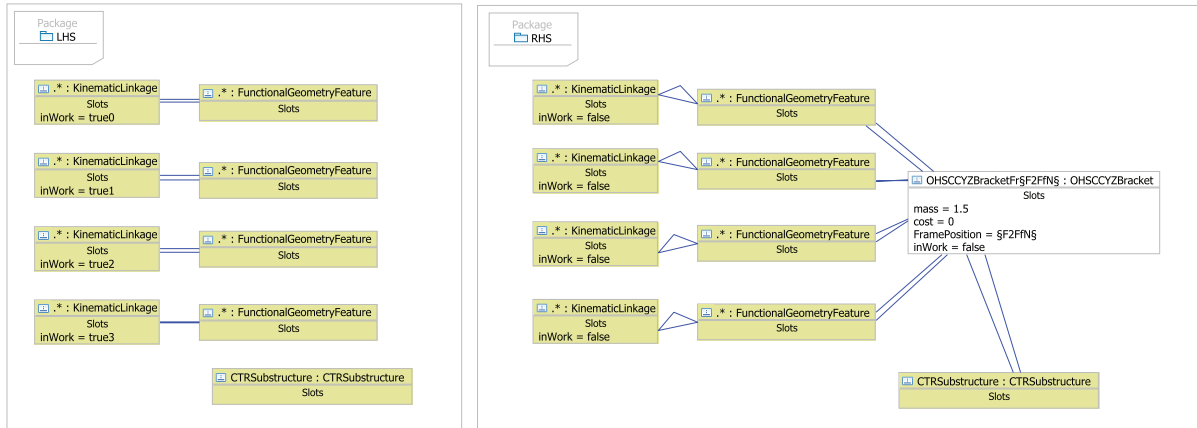 Package
LHS
.* : KinematicLinkage
Slots
inWork = true0
.* : FunctionalGeometryFeature
Slots
.* : KinematicLinkage
Slots
inWork = true1
.* : FunctionalGeometryFeature
Slots
.* : KinematicLinkage
Slots
inWork = true2
.* : FunctionalGeometryFeature
Slots
.* : KinematicLinkage
Slots
inWork = true3
.* : FunctionalGeometryFeature
Slots
CTRSubstructure : CTRSubstructure
Slots
Package
RHS
.* : KinematicLinkage
Slots
inWork = false
.* : FunctionalGeometryFeature
Slots
.* : KinematicLinkage
Slots
inWork = false
.* : FunctionalGeometryFeature
Slots
.* : KinematicLinkage
Slots
inWork = false
.* : FunctionalGeometryFeature
Slots
.* : KinematicLinkage
Slots
inWork = false
.* : FunctionalGeometryFeature
Slots
OHSCCYZBracketFr§F2FfN§ : OHSCCYZBracket
Slots
mass = 1.5
cost = 0
FramePosition = §F2FfN§
inWork = false
CTRSubstructure : CTRSubstructure
Slots